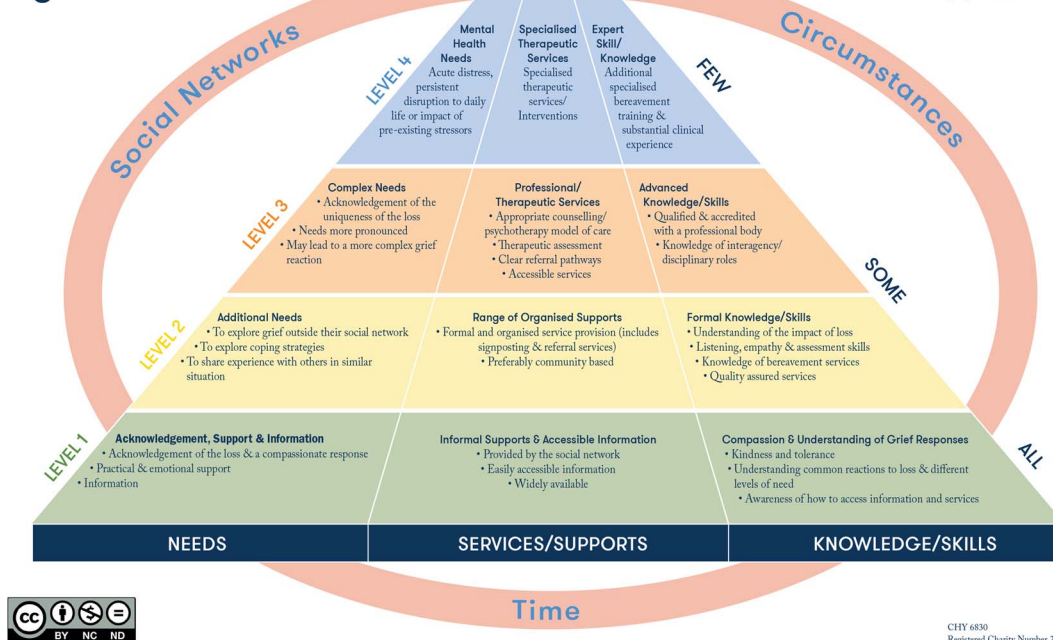 Social Networks
Circumstances
LEVEL 4
Mental
Health
Needs
Acute distress,
persistent
disruption to daily
life or impact of
pre-existing stressors
Specialised
Therapeutic
Services
Specialised
therapeutic
services/
Interventions
Expert
Skill/
Knowledge
Additional
specialised
bereavement
training &
substantial clinical
experience
FEW
LEVEL 3
Complex Needs
• Acknowledgement of the
uniqueness of the loss
• Needs more pronounced
• May lead to a more complex grief
reaction
Professional/
Therapeutic Services
• Appropriate counselling/
psychotherapy model of care
• Therapeutic assessment
• Clear referral pathways
• Accessible services
Advanced
Knowledge/Skills
• Qualified & accredited
with a professional body
• Knowledge of interagency/
disciplinary roles
SOME
LEVEL 2
Additional Needs
• To explore grief outside their social network
• To explore coping strategies
• To share experience with others in similar
situation
Range of Organised Supports
• Formal and organised service provision (includes
signposting & referral services)
• Preferably community based
Formal Knowledge/Skills
• Understanding of the impact of loss
• Listening, empathy & assessment skills
• Knowledge of bereavement services
• Quality assured services
LEVEL 1
Acknowledgement, Support & Information
• Acknowledgement of the loss & a compassionate response
• Practical & emotional support
• Information
Informal Supports & Accessible Information
• Provided by the social network
• Easily accessible information
• Widely available
Compassion & Understanding of Grief Responses
• Kindness and tolerance
• Understanding common reactions to loss & different
levels of need
• Awareness of how to access information and services
ALL
NEEDS
SERVICES/SUPPORTS
KNOWLEDGE/SKILLS
Time
cc
BY NC ND
CHY 6830
Registered Charity Number